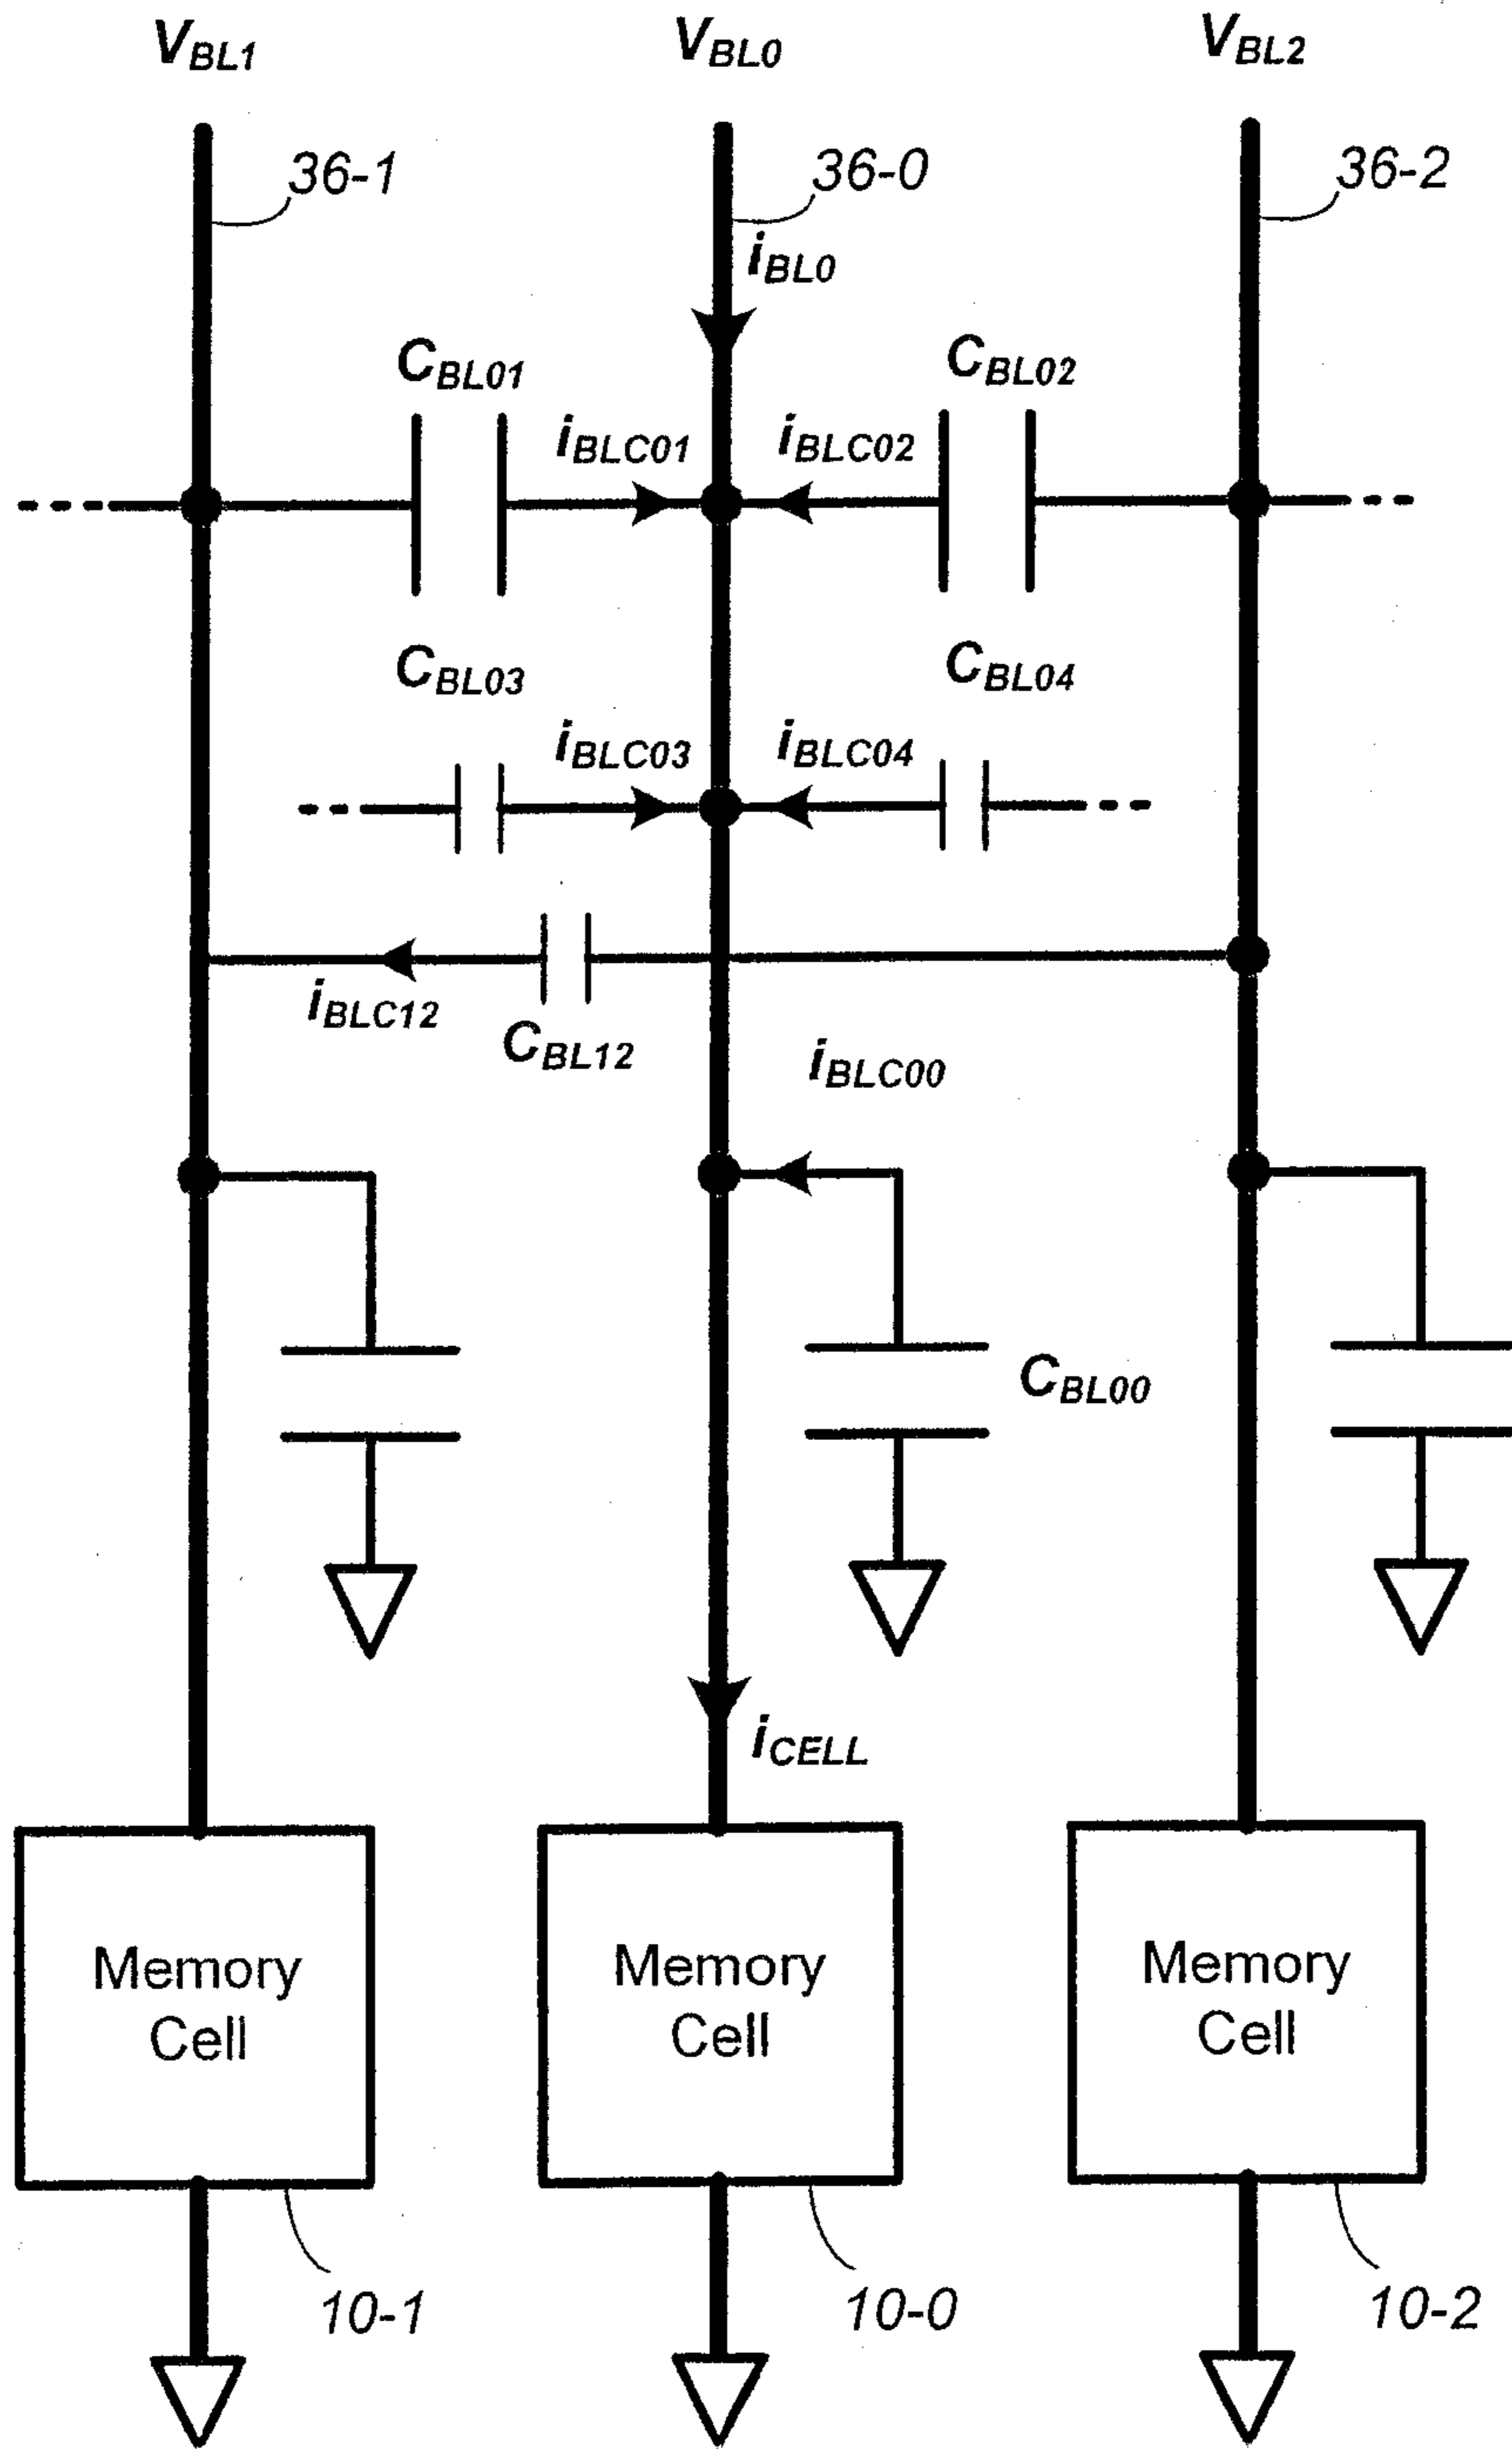 VBL1 VBL0 VBL2
36-1 36-0 36-2
iBL0
CBL01 CBL02
iBLC01 iBLC02
CBL03 CBL04
iBLC03 iBLC04
iBLC12
CBL12
iBLC00
CBL00
iCELL
Memory
Cell
Memory
Cell
Memory
Cell
10-1 10-0 10-2